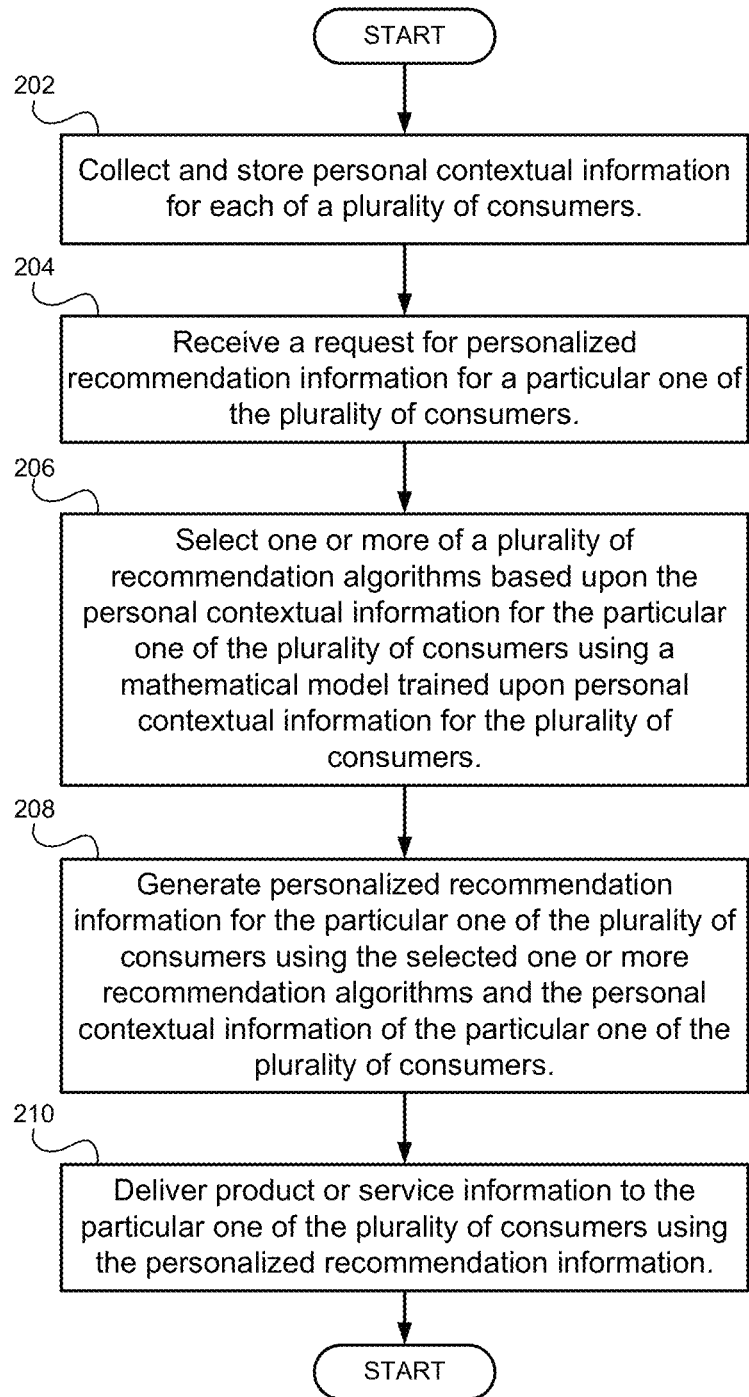 START
202
Collect and store personal contextual information
for each of a plurality of consumers.
204
Receive a request for personalized
recommendation information for a particular one of
the plurality of consumers.
206
Select one or more of a plurality of
recommendation algorithms based upon the
personal contextual information for the particular
one of the plurality of consumers using a
mathematical model trained upon personal
contextual information for the plurality of
consumers.
208
Generate personalized recommendation
information for the particular one of the plurality of
consumers using the selected one or more
recommendation algorithms and the personal
contextual information of the particular one of the
plurality of consumers.
210
Deliver product or service information to the
particular one of the plurality of consumers using
the personalized recommendation information.
START